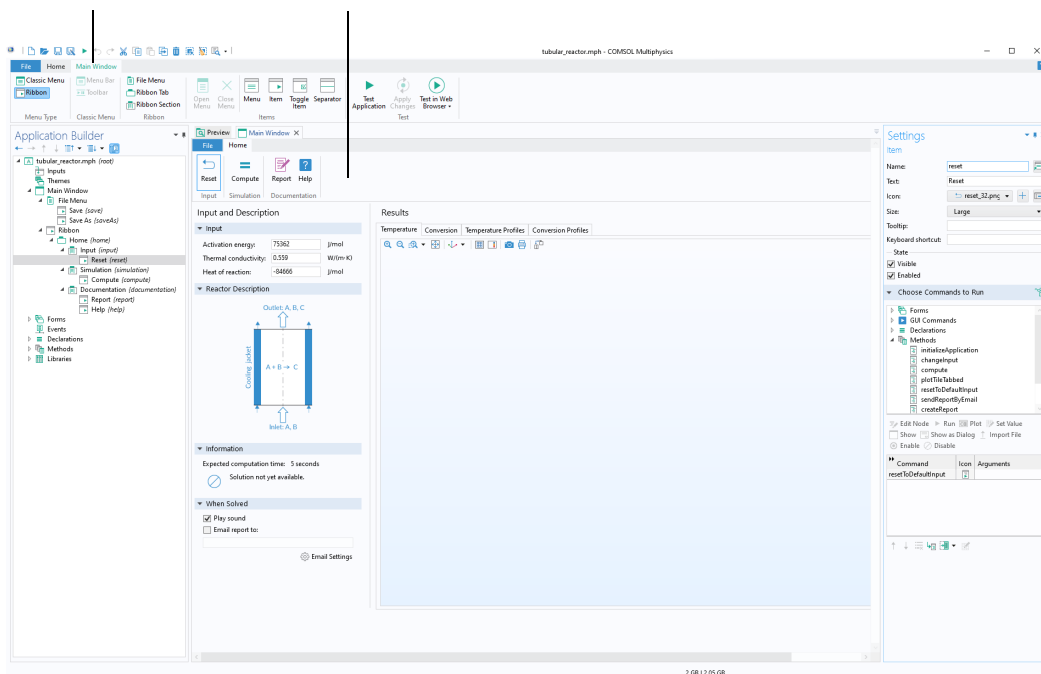 tubular_reactor.mph - COMSOL Multiphysics
File Home Main Window
Classic Menu
Ribbon
Menu Type
Menu Bar
Toolbar
Classic Menu
File Menu
Ribbon Tab
Ribbon Section
Ribbon
Open Menu
Close Menu
Menu
Item
Toggle Item
Separator
Items
Test Application
Apply Changes
Test in Web Browser
Test
Application Builder
tubular_reactor.mph (root)
Inputs
Themes
Main Window
File Menu
Save (save)
Save As (saveAs)
Ribbon
Home (home)
Input (input)
Reset (reset)
Simulation (simulation)
Compute (compute)
Documentation (documentation)
Report (report)
Help (help)
Forms
Events
Declarations
Methods
Libraries
Preview Main Window
File Home
Reset Compute Report Help
Input Simulation Documentation
Input and Description
Input
Activation energy: 75362 J/mol
Thermal conductivity: 0.559 W/(m·K)
Heat of reaction: -84666 J/mol
Reactor Description
Outlet: A, B, C
Cooling jacket
A + B → C
Inlet: A, B
Information
Expected computation time: 5 seconds
Solution not yet available.
When Solved
Play sound
Email report to:
Email Settings
Results
Temperature Conversion Temperature Profiles Conversion Profiles
Settings
Item
Name: reset
Text: Reset
Icon: reset_32.png
Size: Large
Tooltip:
Keyboard shortcut:
State
Visible
Enabled
Choose Commands to Run
Forms
GUI Commands
Declarations
Methods
initializeApplication
changeInput
compute
plotTileTabbed
resetToDefaultInput
sendReportByEmail
createReport
Edit Node Run Plot Set Value
Show Show as Dialog Import File
Enable Disable
Command Icon Arguments
resetToDefaultInput
2 GB | 2.05 GB